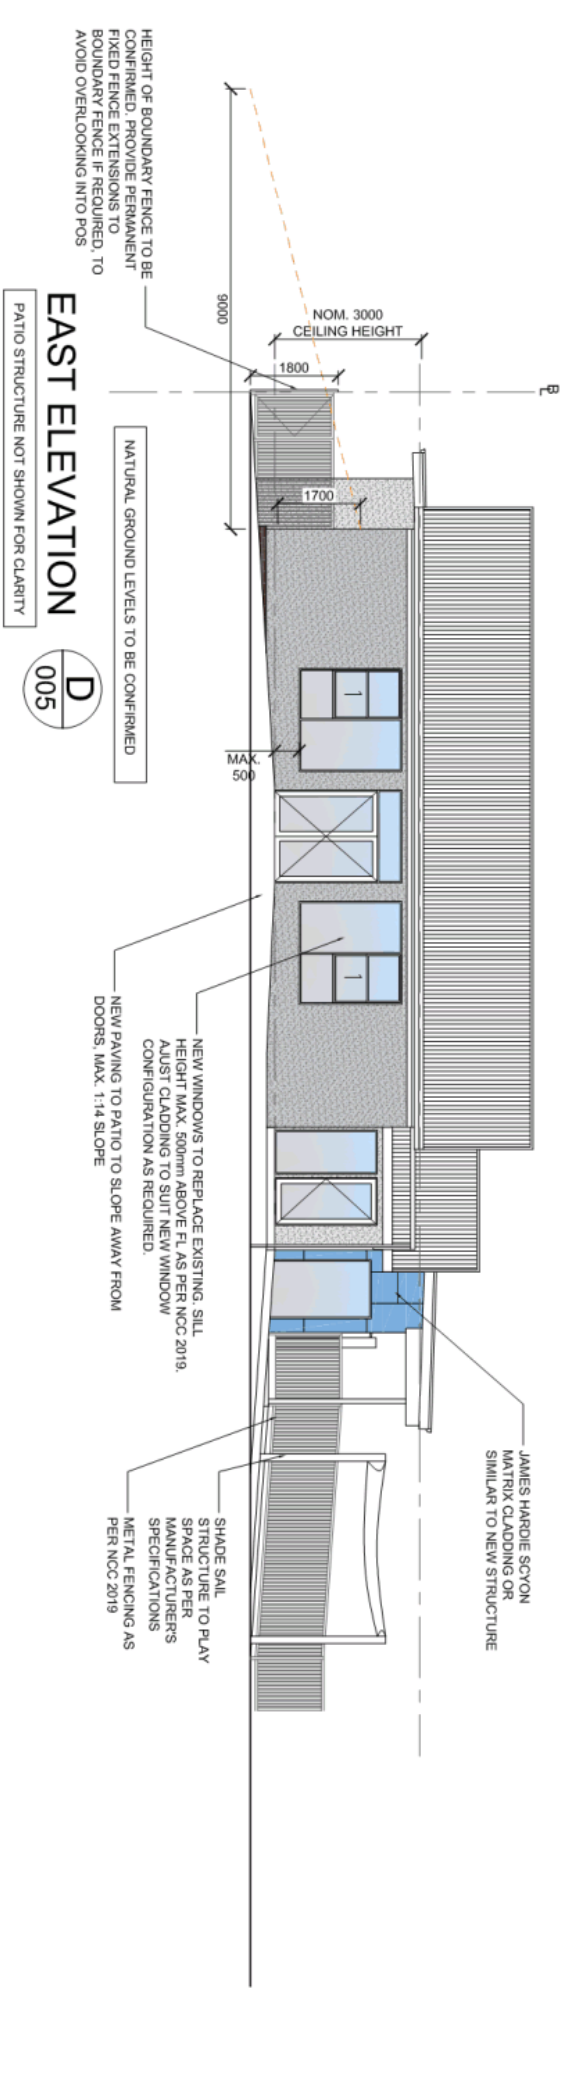 HEIGHT OF BOUNDARY FENCE TO BE
CONFIRMED. PROVIDE PERMANENT
FIXED FENCE EXTENSIONS TO
BOUNDARY FENCE IF REQUIRED, TO
AVOID OVERLOOKING INTO POS
9000
NOM. 3000
CEILING HEIGHT
1800
BL
1700
1
MAX.
500
1
JAMES HARDIE SCYON
MATRIX CLADDING OR
SIMILAR TO NEW STRUCTURE
SHADE SAIL
STRUCTURE TO PLAY
SPACE AS PER
MANUFACTURER'S
SPECIFICATIONS
METAL FENCING AS
PER NCC 2019
NEW WINDOWS TO REPLACE EXISTING. SILL
HEIGHT MAX. 500mm ABOVE FL AS PER NCC 2019.
AJUST CLADDING TO SUIT NEW WINDOW
CONFIGURATION AS REQUIRED.
NEW PAVING TO PATIO TO SLOPE AWAY FROM
DOORS, MAX. 1:14 SLOPE
NATURAL GROUND LEVELS TO BE CONFIRMED
EAST ELEVATION
D
005
PATIO STRUCTURE NOT SHOWN FOR CLARITY